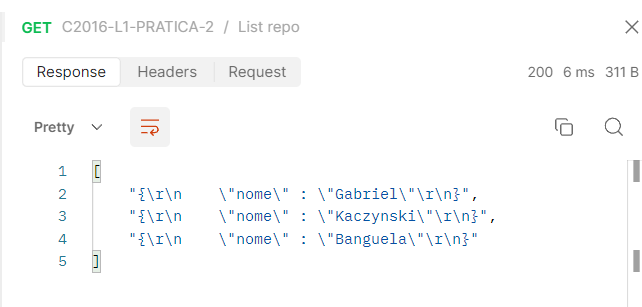 GET C2016-L1-PRATICA-2 / List repo
Response Headers Request 200 6 ms 311 B
Pretty
1 [
2 "{\r\n    \"nome\" : \"Gabriel\"\r\n}",
3 "{\r\n    \"nome\" : \"Kaczynski\"\r\n}",
4 "{\r\n    \"nome\" : \"Banguela\"\r\n}"
5 ]